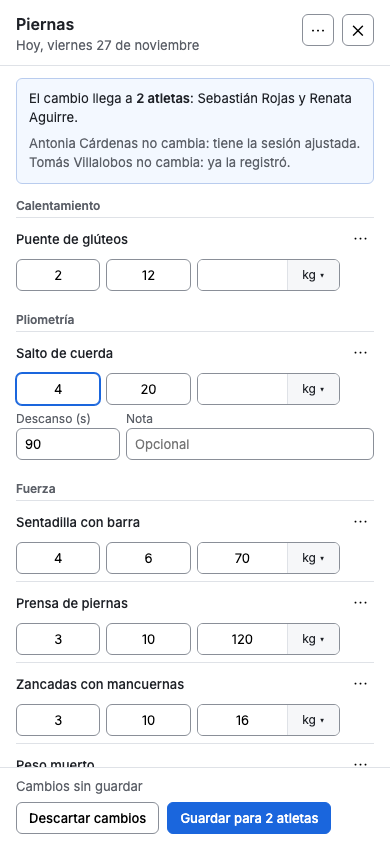 Piernas
Hoy, viernes 27 de noviembre
El cambio llega a 2 atletas: Sebastián Rojas y Renata
Aguirre.
Antonia Cárdenas no cambia: tiene la sesión ajustada.
Tomás Villalobos no cambia: ya la registró.
Calentamiento
Puente de glúteos
2 12 kg
Pliometría
Salto de cuerda
4 20 kg
Descanso (s) Nota
90 Opcional
Fuerza
Sentadilla con barra
4 6 70 kg
Prensa de piernas
3 10 120 kg
Zancadas con mancuernas
3 10 16 kg
Peso muerto
Cambios sin guardar
Descartar cambios Guardar para 2 atletas